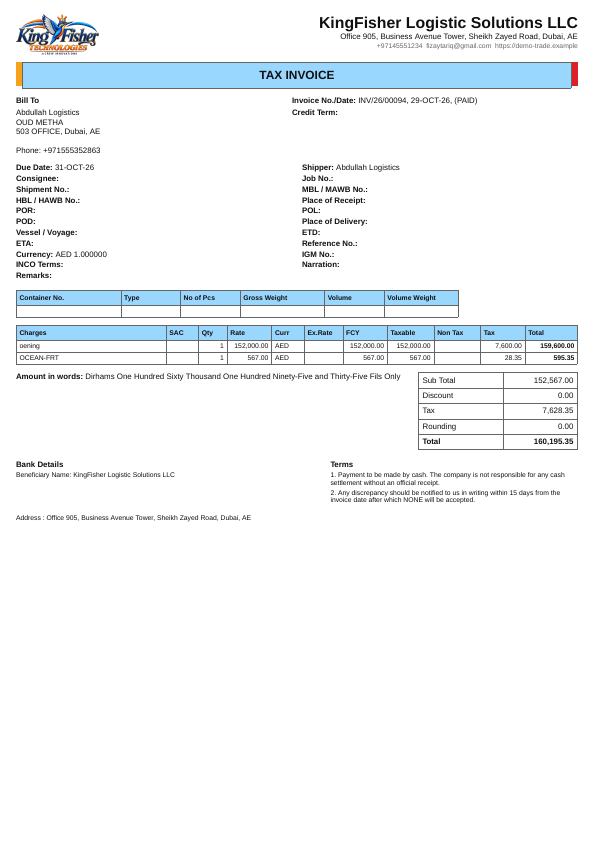 King Fisher
TECHNOLOGIES
KingFisher Logistic Solutions LLC
Office 905, Business Avenue Tower, Sheikh Zayed Road, Dubai, AE
+97145551234 fizaytariq@gmail.com https://demo-trade.example
TAX INVOICE
Bill To
Abdullah Logistics
OUD METHA
503 OFFICE, Dubai, AE
Phone: +971555352863
Invoice No./Date: INV/26/00094, 29-OCT-26, (PAID)
Credit Term:
Due Date: 31-OCT-26
Consignee:
Shipment No.:
HBL / HAWB No.:
POR:
POD:
Vessel / Voyage:
ETA:
Currency: AED 1.000000
INCO Terms:
Remarks:
Shipper: Abdullah Logistics
Job No.:
MBL / MAWB No.:
Place of Receipt:
POL:
Place of Delivery:
ETD:
Reference No.:
IGM No.:
Narration:
Container No. Type No of Pcs Gross Weight Volume Volume Weight
Charges SAC Qty Rate Curr Ex.Rate FCY Taxable Non Tax Tax Total
oening 1 152,000.00 AED 152,000.00 152,000.00 7,600.00 159,600.00
OCEAN-FRT 1 567.00 AED 567.00 567.00 28.35 595.35
Amount in words: Dirhams One Hundred Sixty Thousand One Hundred Ninety-Five and Thirty-Five Fils Only
Sub Total 152,567.00
Discount 0.00
Tax 7,628.35
Rounding 0.00
Total 160,195.35
Bank Details
Beneficiary Name: KingFisher Logistic Solutions LLC
Terms
1. Payment to be made by cash. The company is not responsible for any cash
settlement without an official receipt.
2. Any discrepancy should be notified to us in writing within 15 days from the
invoice date after which NONE will be accepted.
Address : Office 905, Business Avenue Tower, Sheikh Zayed Road, Dubai, AE